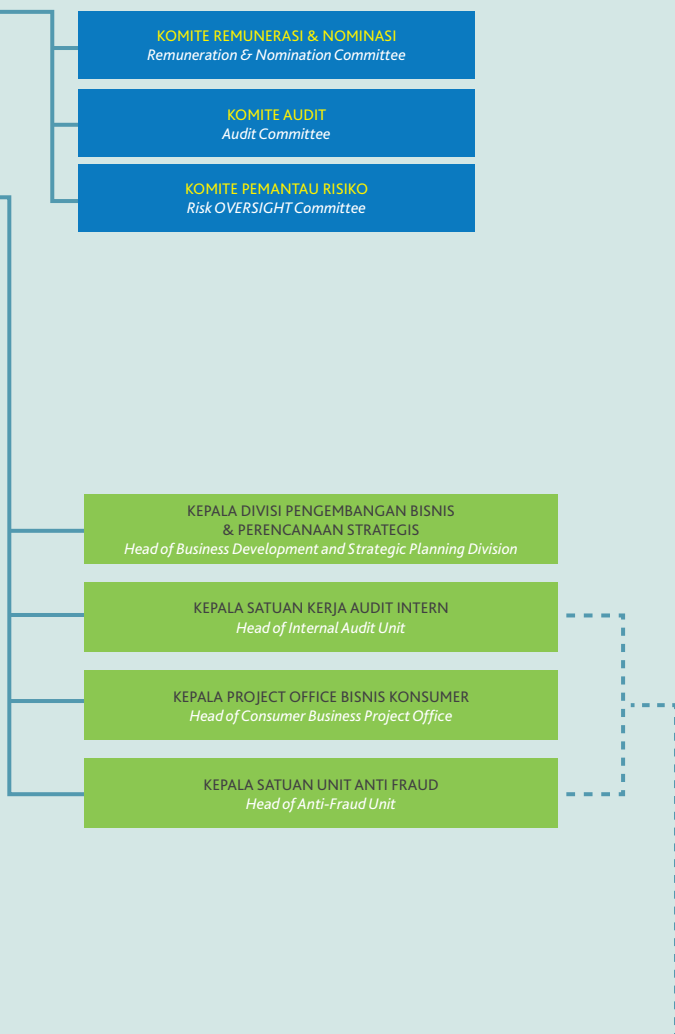 KOMITE REMUNERASI & NOMINASI
Remuneration & Nomination Committee
KOMITE AUDIT
Audit Committee
KOMITE PEMANTAU RISIKO
Risk OVERSIGHT Committee
KEPALA DIVISI PENGEMBANGAN BISNIS
& PERENCANAAN STRATEGIS
Head of Business Development and Strategic Planning Division
KEPALA SATUAN KERJA AUDIT INTERN
Head of Internal Audit Unit
KEPALA PROJECT OFFICE BISNIS KONSUMER
Head of Consumer Business Project Office
KEPALA SATUAN UNIT ANTI FRAUD
Head of Anti-Fraud Unit